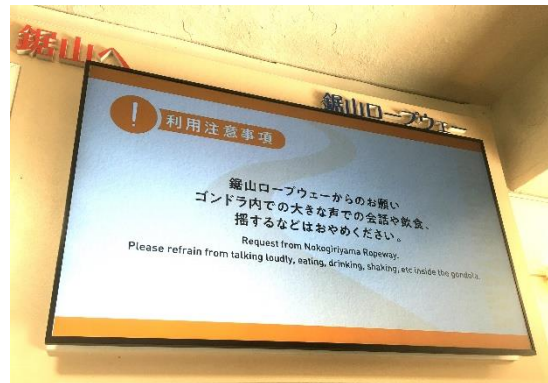 鋸山へ
鋸山ロープウェー
!
利用注意事項
鋸山ロープウェーからのお願い
ゴンドラ内での大きな声での会話や飲食、
揺するなどはおやめください。
Request from Nokogiriyama Ropeway.
Please refrain from talking loudly, eating, drinking, shaking, etc inside the gondola.